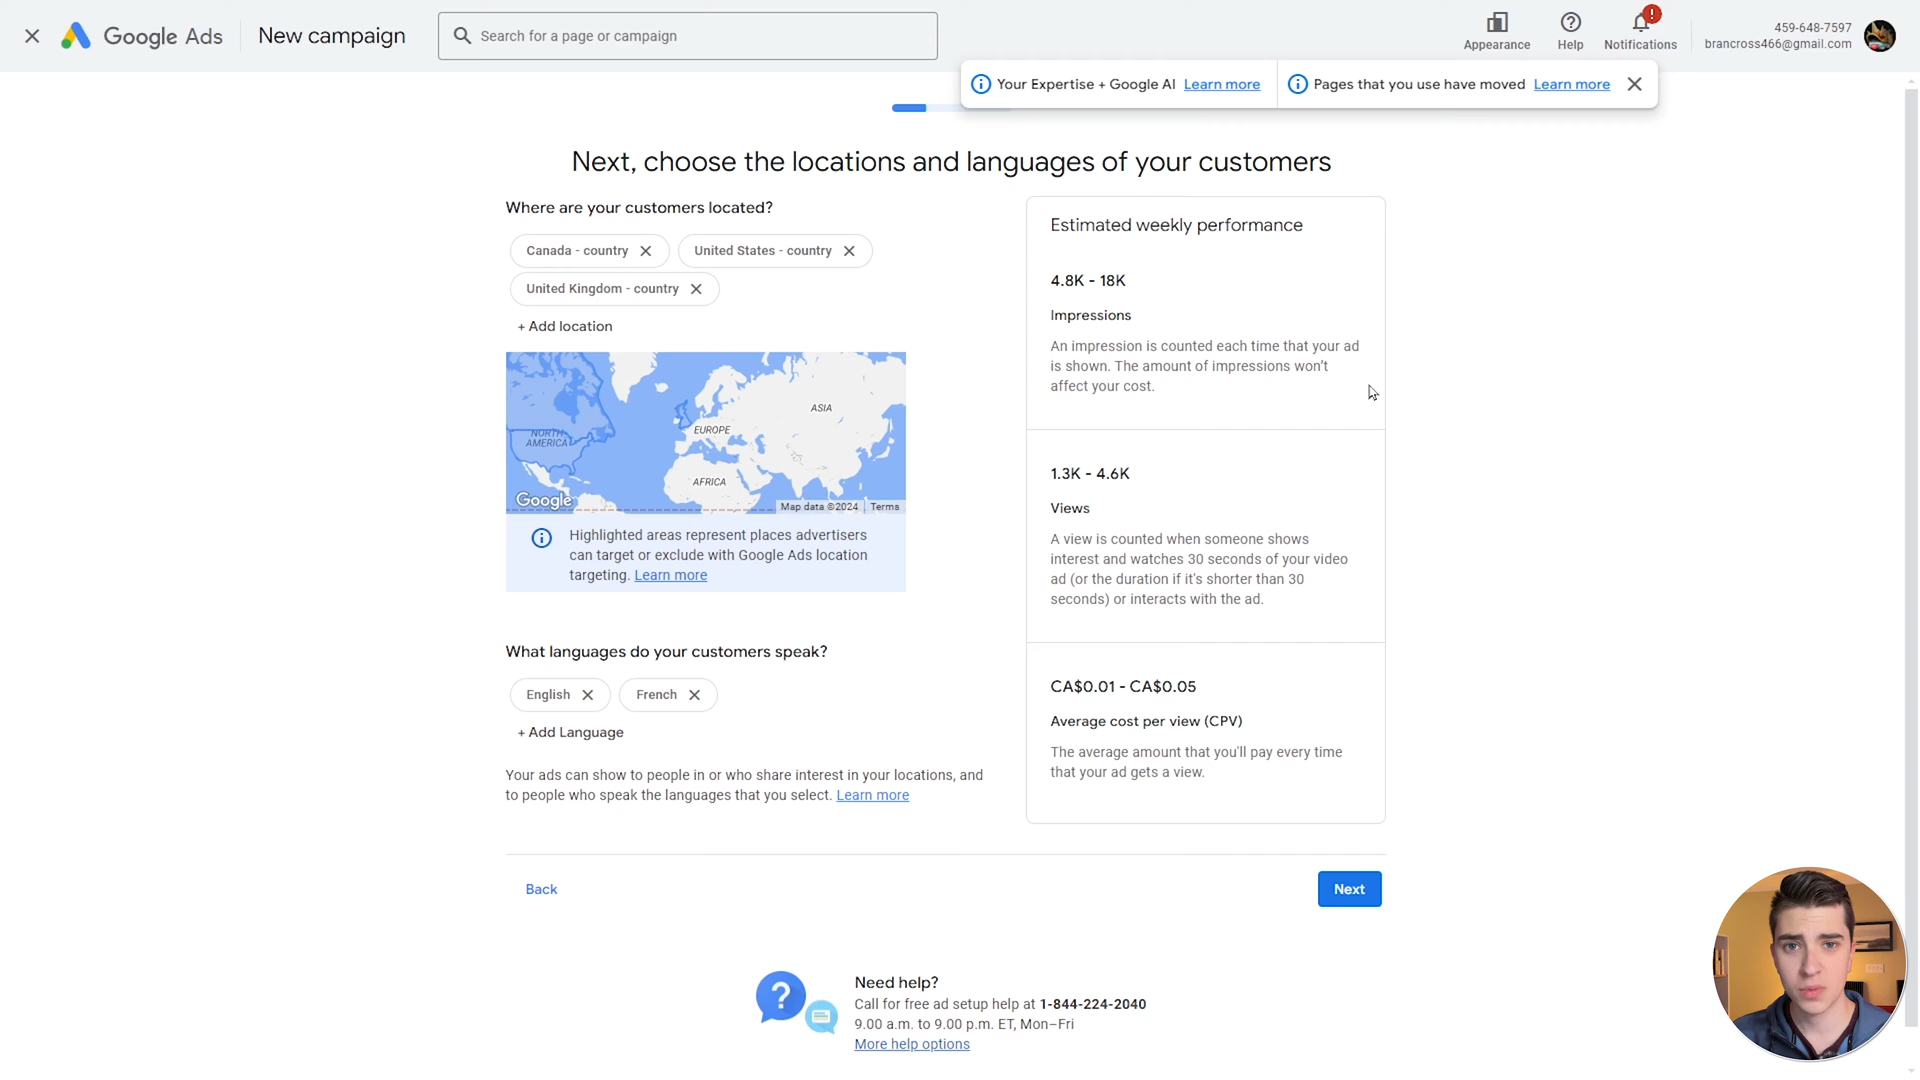 Google Ads
New campaign
Search for a page or campaign
Appearance
Help
Notifications
459-648-7597
brancross466@gmail.com
Your Expertise + Google AI Learn more
Pages that you use have moved Learn more
Next, choose the locations and languages of your customers
Where are your customers located?
Canada - country
United States - country
United Kingdom - country
+ Add location
NORTH
AMERICA
EUROPE
ASIA
AFRICA
Google
Map data ©2024
Terms
Highlighted areas represent places advertisers
can target or exclude with Google Ads location
targeting. Learn more
What languages do your customers speak?
English
French
+ Add Language
Your ads can show to people in or who share interest in your locations, and
to people who speak the languages that you select. Learn more
Estimated weekly performance
4.8K - 18K
Impressions
An impression is counted each time that your ad
is shown. The amount of impressions won't
affect your cost.
1.3K - 4.6K
Views
A view is counted when someone shows
interest and watches 30 seconds of your video
ad (or the duration if it's shorter than 30
seconds) or interacts with the ad.
CA$0.01 - CA$0.05
Average cost per view (CPV)
The average amount that you'll pay every time
that your ad gets a view.
Back
Next
Need help?
Call for free ad setup help at 1-844-224-2040
9.00 a.m. to 9.00 p.m. ET, Mon–Fri
More help options